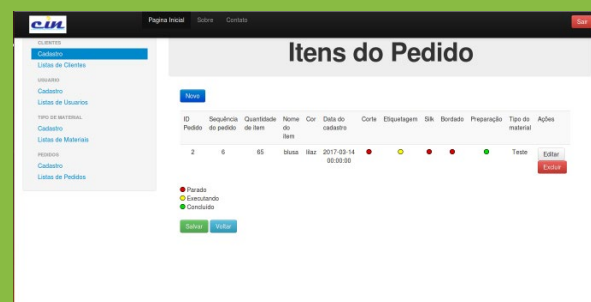 cin
Pagina Inicial Sobre Contato Sair
CLIENTES
Cadastro
Listas de Clientes
USUARIO
Cadastro
Listas de Usuarios
TIPO DE MATERIAL
Cadastro
Listas de Materiais
PEDIDOS
Cadastro
Listas de Pedidos
Itens do Pedido
Novo
ID Pedido Sequência do pedido Quantidade de item Nome do item Cor Data do cadastro Corte Etiquetagem Silk Bordado Preparação Tipo do material Ações
2 6 65 bluss lilaz 2017-03-14 00:00:00 Teste Editar
Excluir
Parado
Executando
Concluído
Salvar Voltar